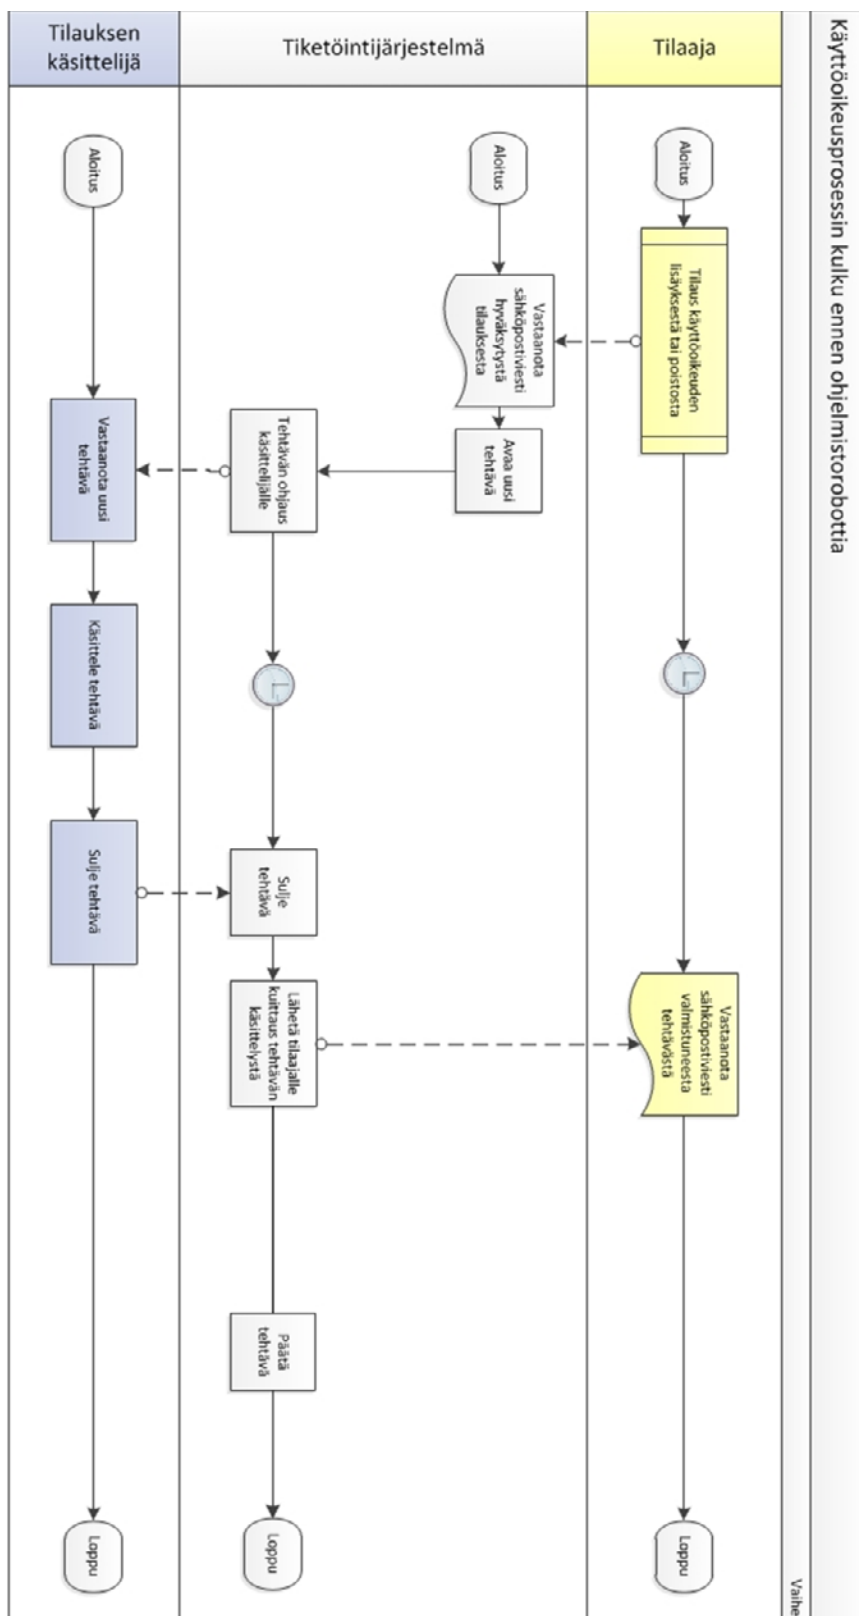 Käyttöoikeusprosessin kulku ennen ohjelmistorobottia
Vaihe
Tilaaja
Aloitus
Tilaus käyttöoikeuden
lisäyksestä tai poistosta
Vastaanota
sähköpostiviesti
valmistuneesta
tehtävästä
Loppu
Tiketöintijärjestelmä
Aloitus
Vastaanota
sähköpostiviesti
hyväksytystä
tilauksesta
Avaa uusi
tehtävä
Tehtävän ohjaus
käsittelijälle
Sulje
tehtävä
Lähetä tilaajalle
kuittaus tehtävän
käsittelystä
Päätä
tehtävä
Loppu
Tilauksen
käsittelijä
Aloitus
Vastaanota uusi
tehtävä
Käsittele tehtävä
Sulje tehtävä
Loppu